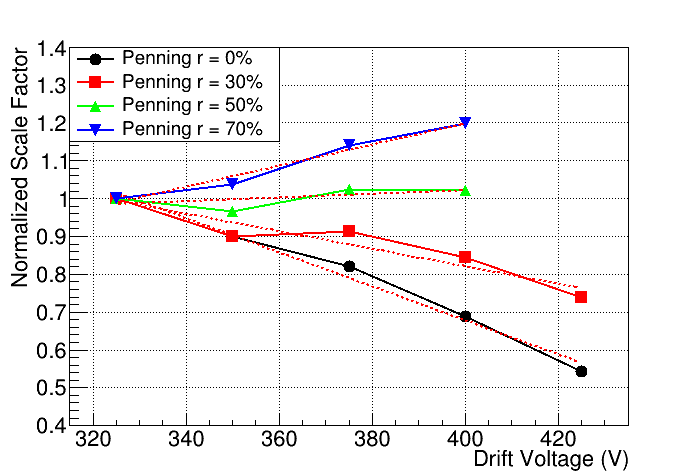 Normalized Scale Factor
1.4
1.3
1.2
1.1
1
0.9
0.8
0.7
0.6
0.5
0.4
Penning r = 0%
Penning r = 30%
Penning r = 50%
Penning r = 70%
320 340 360 380 400 420
Drift Voltage (V)